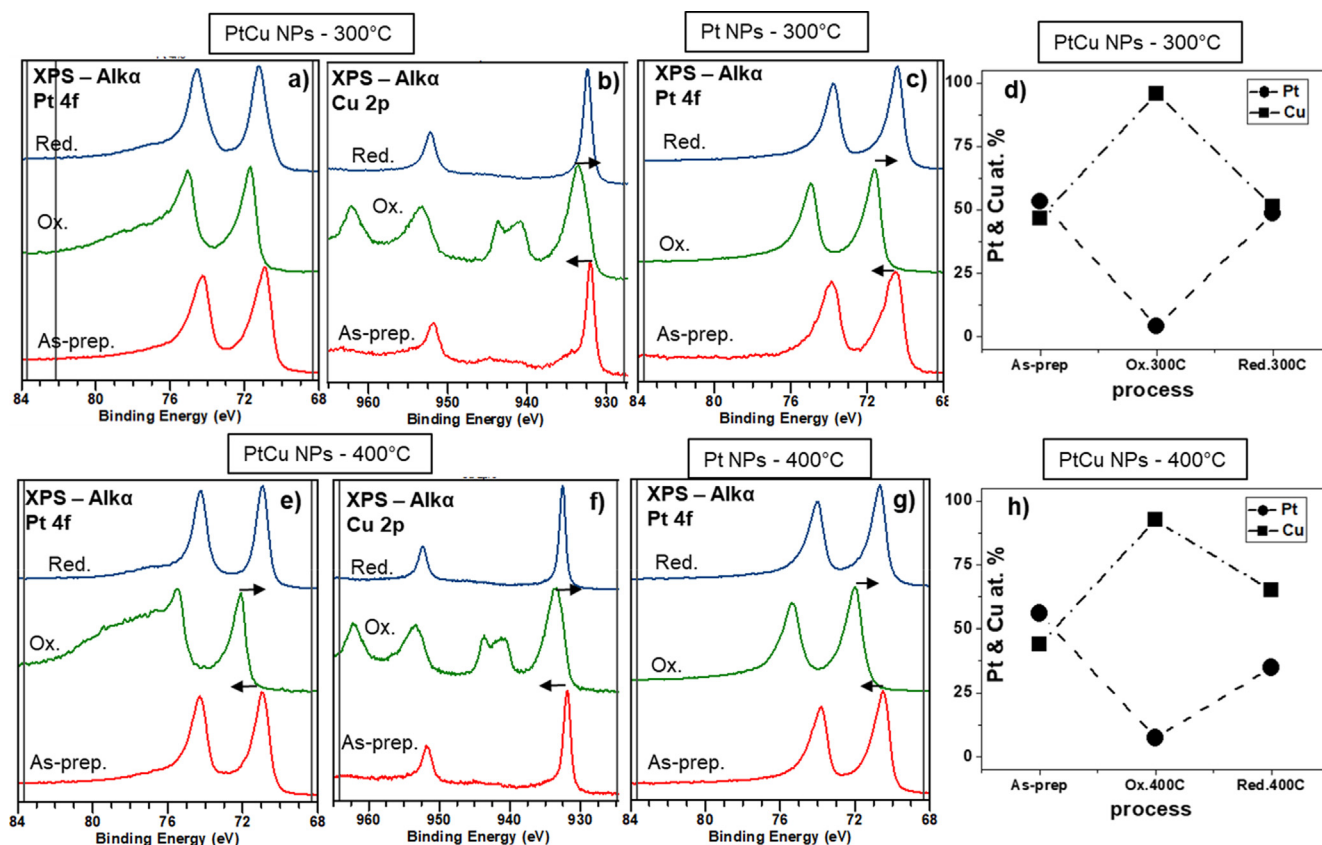 PtCu NPs - 300°C
Pt NPs - 300°C
PtCu NPs - 300°C
XPS – Alkα
Pt 4f
a)
Red.
Ox.
As-prep.
84 80 76 72 68
Binding Energy (eV)
XPS – Alkα
Cu 2p
b)
Red.
Ox.
As-prep.
960 950 940 930
Binding Energy (eV)
XPS – Alkα
Pt 4f
c)
Red.
Ox.
As-prep.
84 80 76 72 68
Binding Energy (eV)
d)
Pt
Cu
Pt & Cu at. %
100
75
50
25
0
As-prep Ox.300C Red.300C
process
PtCu NPs - 400°C
Pt NPs - 400°C
PtCu NPs - 400°C
XPS – Alkα
Pt 4f
e)
Red.
Ox.
As-prep.
84 80 76 72 68
Binding Energy (eV)
XPS – Alkα
Cu 2p
f)
Red.
Ox.
As-prep.
960 950 940 930
Binding Energy (eV)
XPS – Alkα
Pt 4f
g)
Red.
Ox.
As-prep.
84 80 76 72 68
Binding Energy (eV)
h)
Pt
Cu
Pt & Cu at. %
100
75
50
25
0
As-prep Ox.400C Red.400C
process